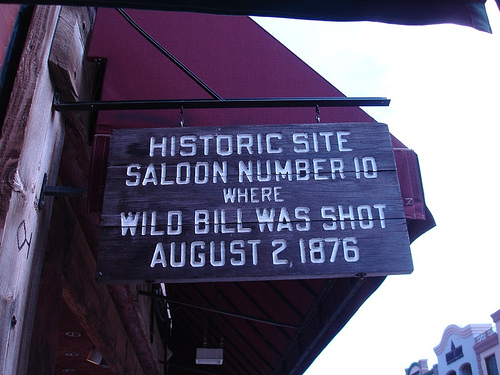 HISTORIC SITE
SALOON NUMBER 10
WHERE
WILD BILL WAS SHOT
AUGUST 2, 1876